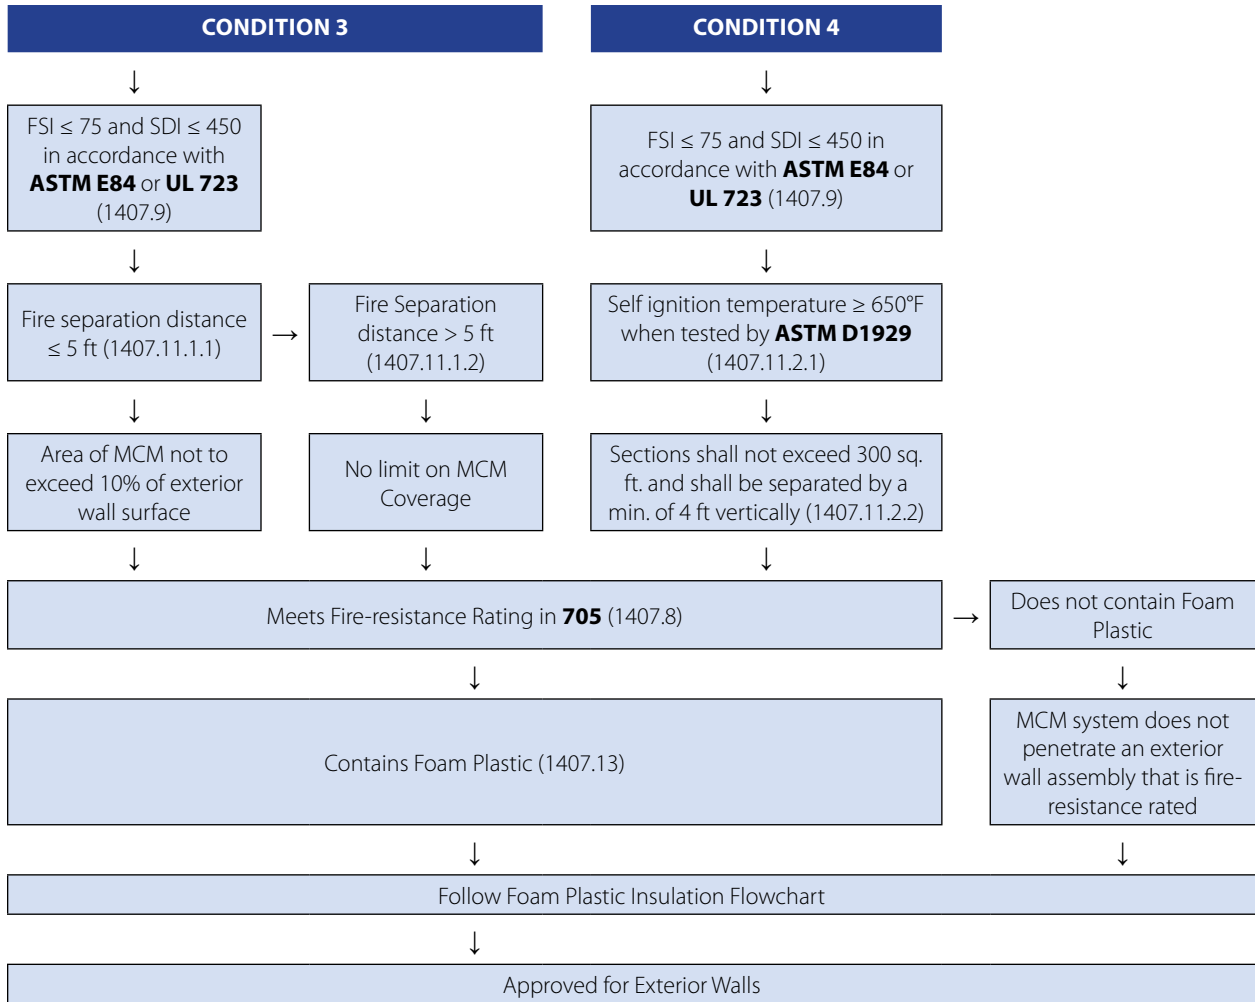 CONDITION 3
CONDITION 4
FSI ≤ 75 and SDI ≤ 450
in accordance with
ASTM E84 or UL 723
(1407.9)
FSI ≤ 75 and SDI ≤ 450 in
accordance with ASTM E84 or
UL 723 (1407.9)
Fire separation distance
≤ 5 ft (1407.11.1.1)
Fire Separation
distance > 5 ft
(1407.11.1.2)
Self ignition temperature ≥ 650°F
when tested by ASTM D1929
(1407.11.2.1)
Area of MCM not to
exceed 10% of exterior
wall surface
No limit on MCM
Coverage
Sections shall not exceed 300 sq.
ft. and shall be separated by a
min. of 4 ft vertically (1407.11.2.2)
Meets Fire-resistance Rating in 705 (1407.8)
Does not contain Foam
Plastic
Contains Foam Plastic (1407.13)
MCM system does not
penetrate an exterior
wall assembly that is fire-
resistance rated
Follow Foam Plastic Insulation Flowchart
Approved for Exterior Walls